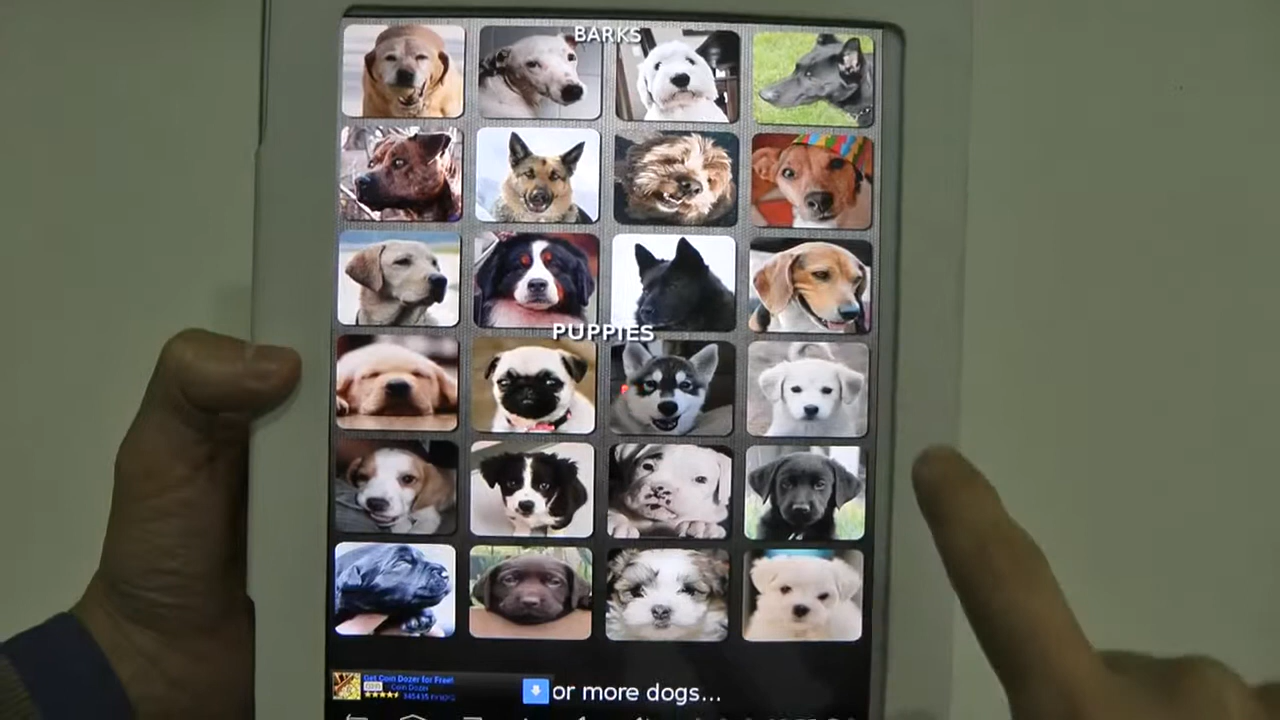 BARKS
PUPPIES
Get Coin Dozer for Free!
Coin Dozer
or more dogs...